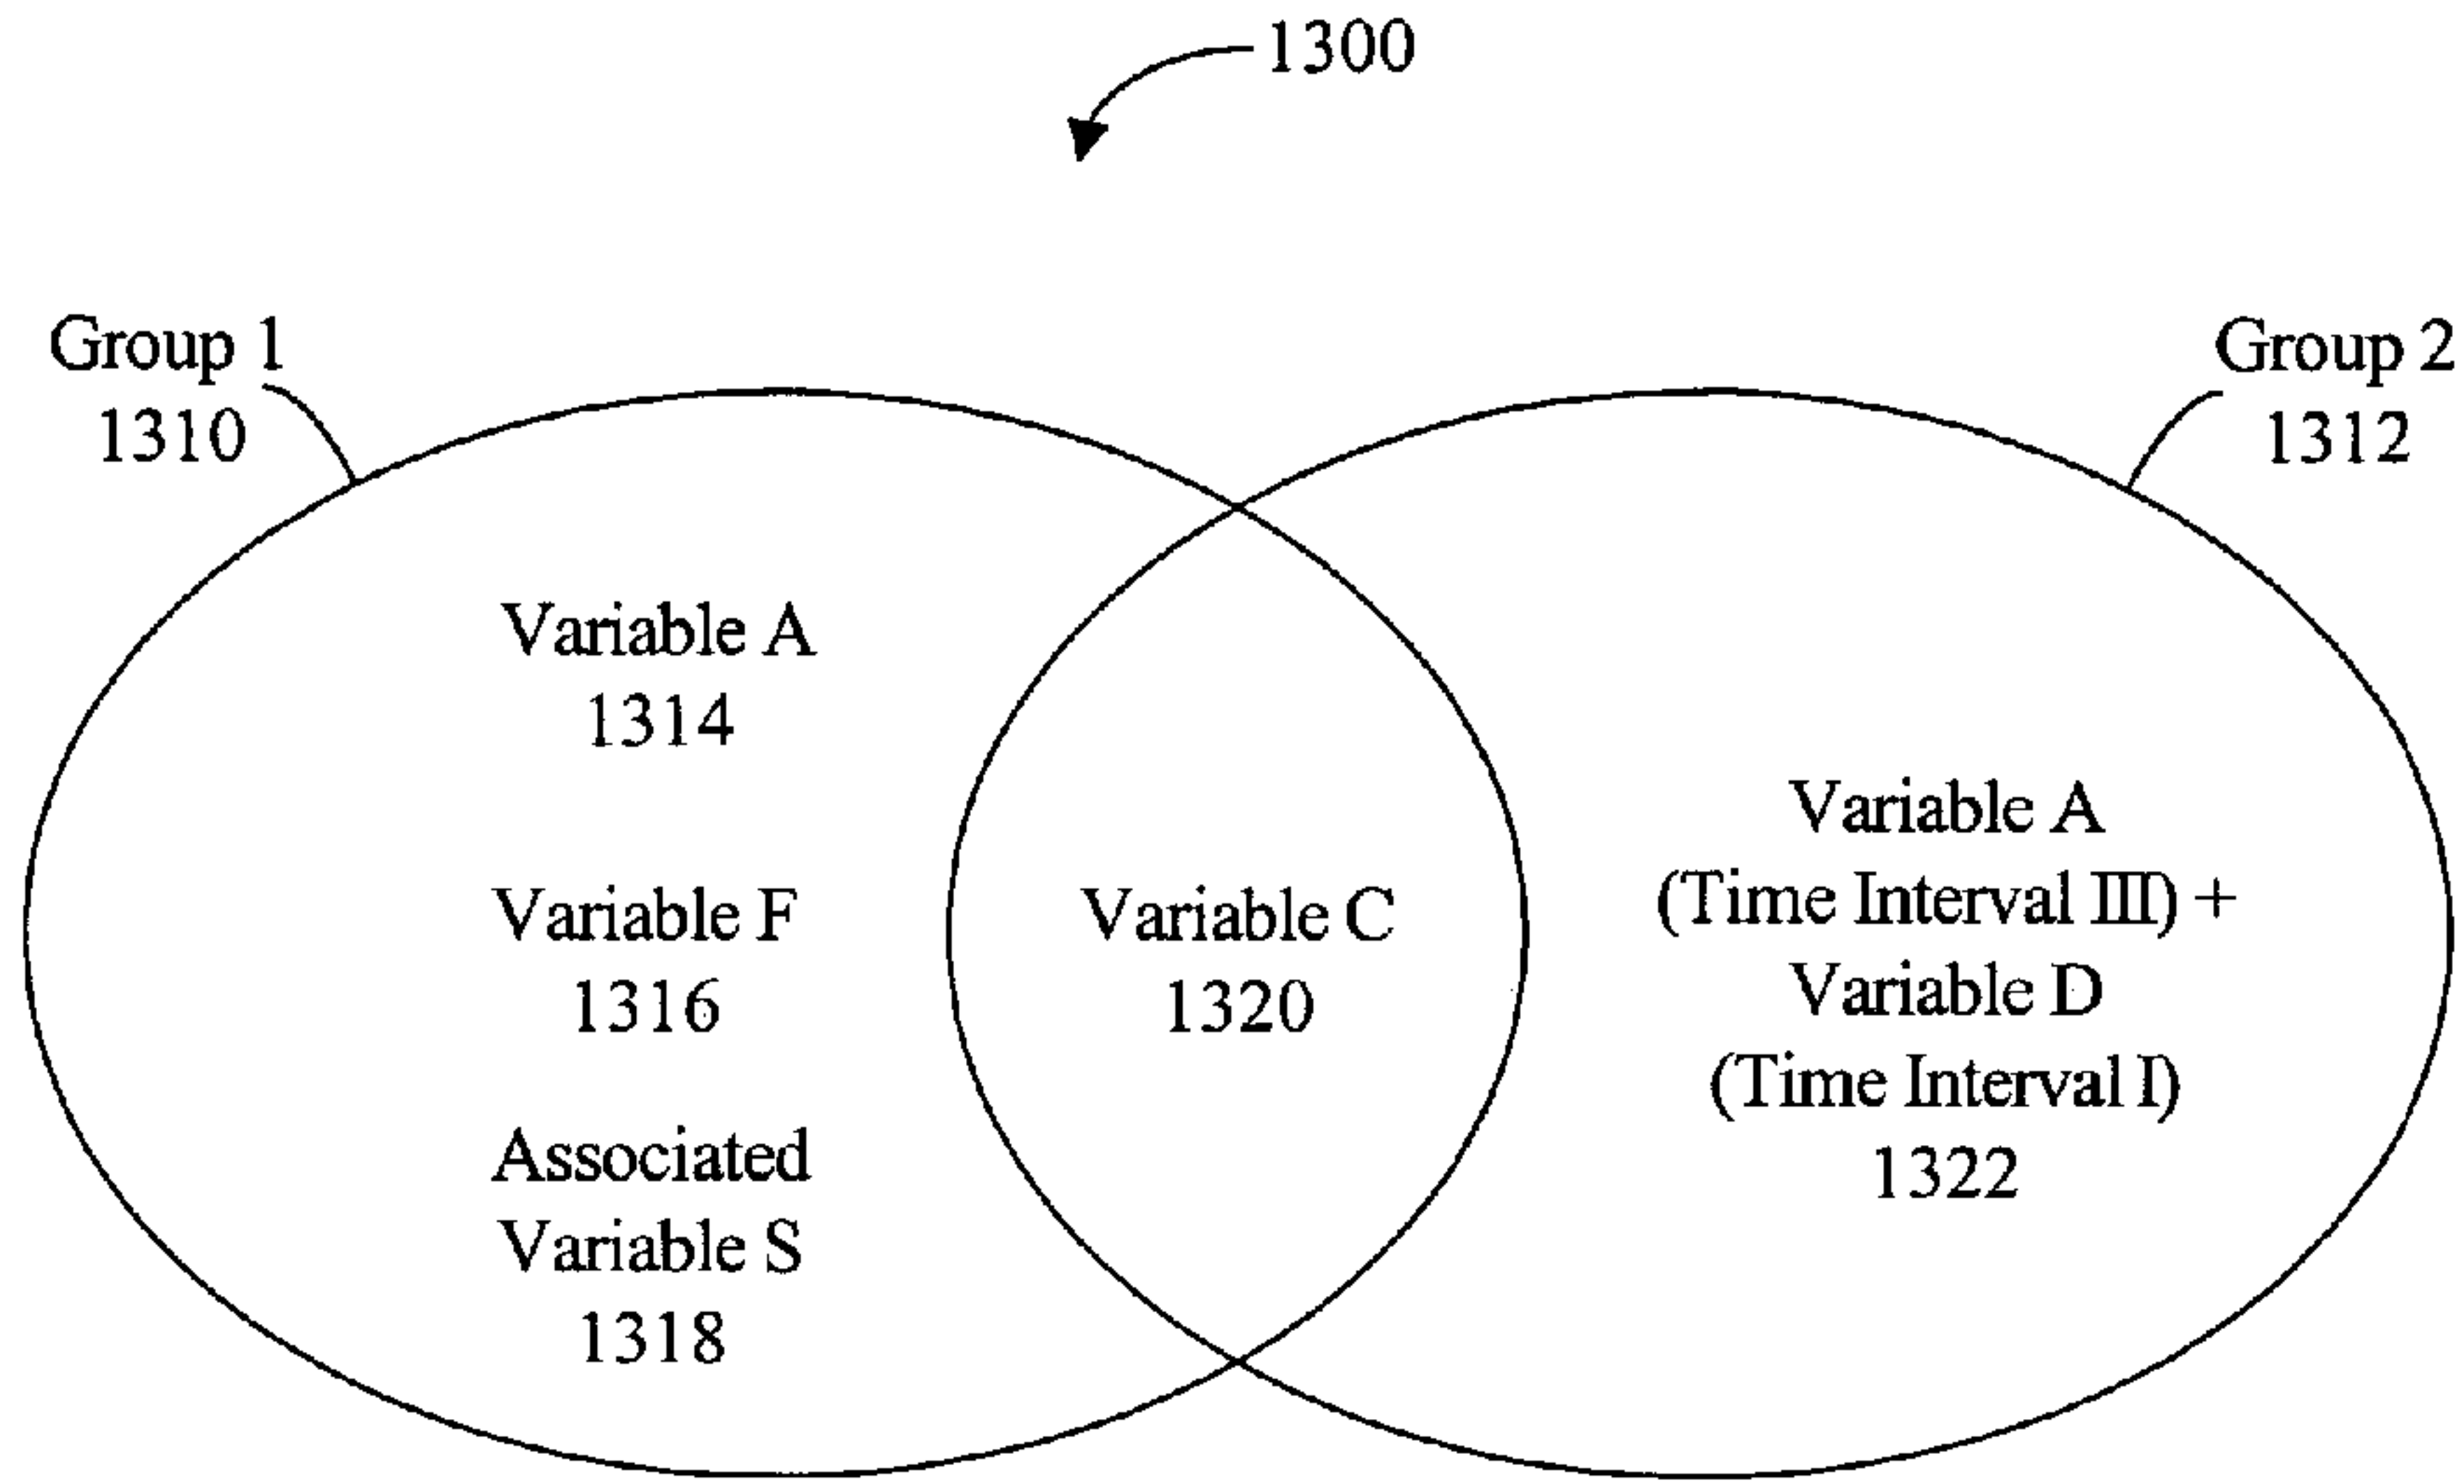 1300
Group 1
1310
Group 2
1312
Variable A
1314
Variable F
1316
Associated
Variable S
1318
Variable C
1320
Variable A
(Time Interval III) +
Variable D
(Time Interval I)
1322